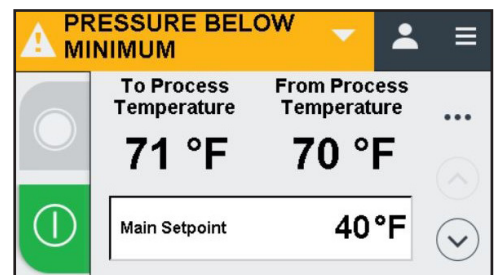 PRESSURE BELOW
MINIMUM
To Process
Temperature
From Process
Temperature
71 °F
70 °F
Main Setpoint
40°F